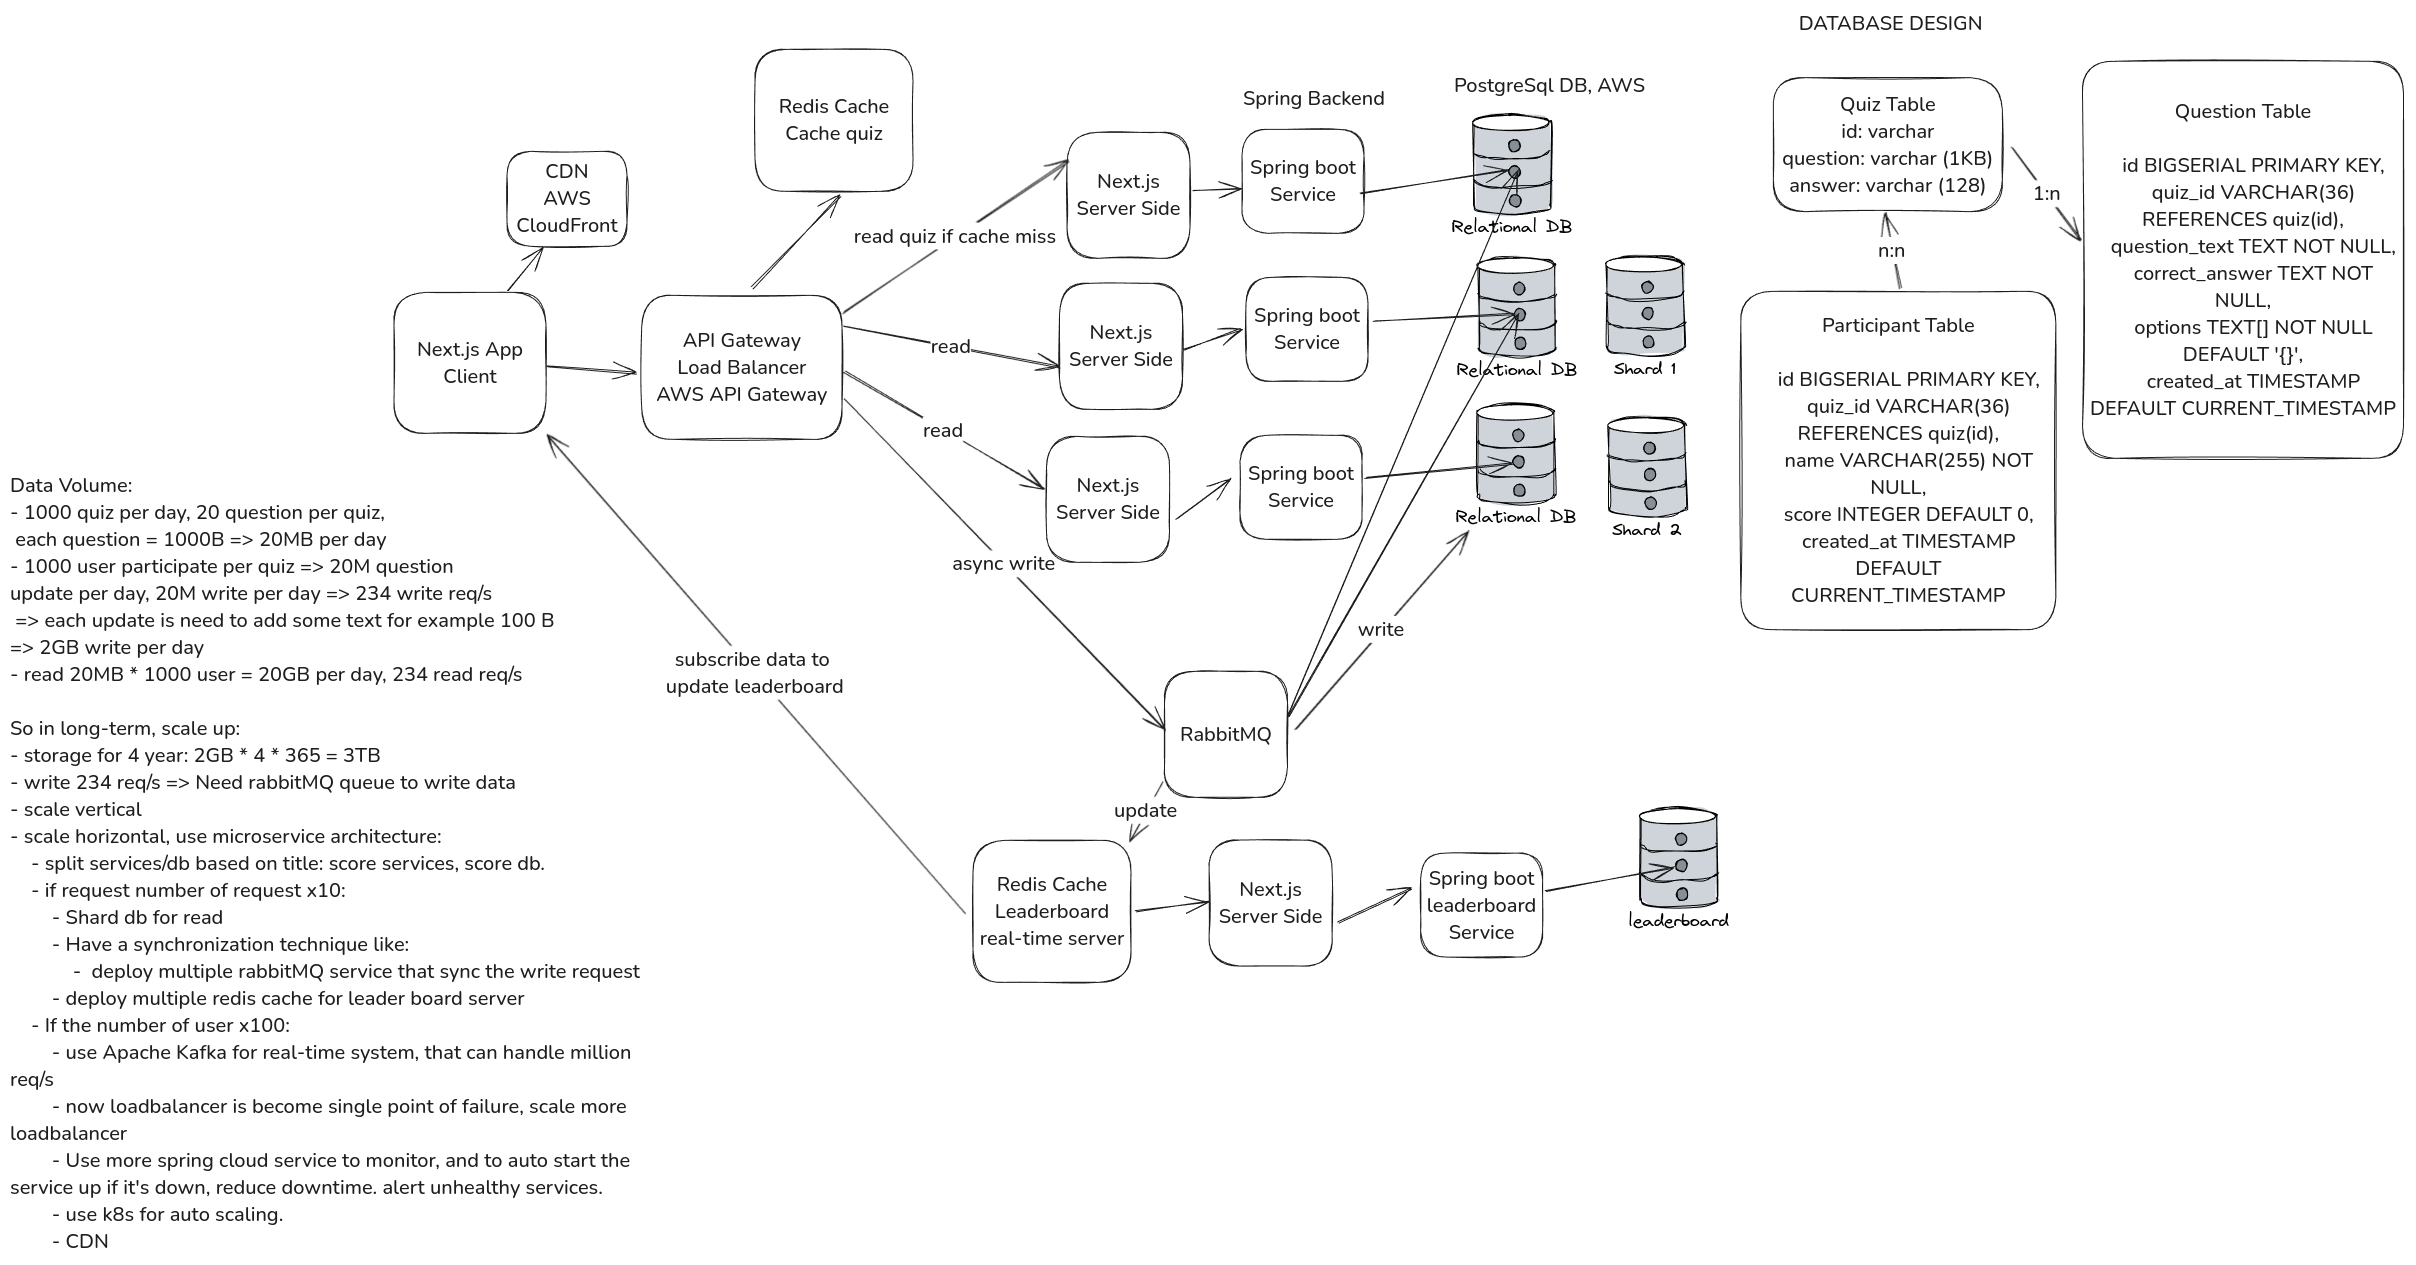 DATABASE DESIGN
Redis Cache
Cache quiz
CDN
AWS
CloudFront
Next.js App
Client
API Gateway
Load Balancer
AWS API Gateway
read quiz if cache miss
read
read
async write
Next.js
Server Side
Next.js
Server Side
Next.js
Server Side
Spring Backend
Spring boot
Service
Spring boot
Service
Spring boot
Service
PostgreSql DB, AWS
Relational DB
Relational DB
Shard 1
Relational DB
Shard 2
write
RabbitMQ
update
subscribe data to
update leaderboard
Redis Cache
Leaderboard
real-time server
Next.js
Server Side
Spring boot
leaderboard
Service
leaderboard
Quiz Table
id: varchar
question: varchar (1KB)
answer: varchar (128)
1:n
n:n
Question Table
id BIGSERIAL PRIMARY KEY,
quiz_id VARCHAR(36)
REFERENCES quiz(id),
question_text TEXT NOT NULL,
correct_answer TEXT NOT
NULL,
options TEXT[] NOT NULL
DEFAULT '{}',
created_at TIMESTAMP
DEFAULT CURRENT_TIMESTAMP
Participant Table
id BIGSERIAL PRIMARY KEY,
quiz_id VARCHAR(36)
REFERENCES quiz(id),
name VARCHAR(255) NOT
NULL,
score INTEGER DEFAULT 0,
created_at TIMESTAMP
DEFAULT
CURRENT_TIMESTAMP
Data Volume:
- 1000 quiz per day, 20 question per quiz,
each question = 1000B => 20MB per day
- 1000 user participate per quiz => 20M question
update per day, 20M write per day => 234 write req/s
=> each update is need to add some text for example 100 B
=> 2GB write per day
- read 20MB * 1000 user = 20GB per day, 234 read req/s
So in long-term, scale up:
- storage for 4 year: 2GB * 4 * 365 = 3TB
- write 234 req/s => Need rabbitMQ queue to write data
- scale vertical
- scale horizontal, use microservice architecture:
- split services/db based on title: score services, score db.
- if request number of request x10:
- Shard db for read
- Have a synchronization technique like:
- deploy multiple rabbitMQ service that sync the write request
- deploy multiple redis cache for leader board server
- If the number of user x100:
- use Apache Kafka for real-time system, that can handle million
req/s
- now loadbalancer is become single point of failure, scale more
loadbalancer
- Use more spring cloud service to monitor, and to auto start the
service up if it's down, reduce downtime. alert unhealthy services.
- use k8s for auto scaling.
- CDN